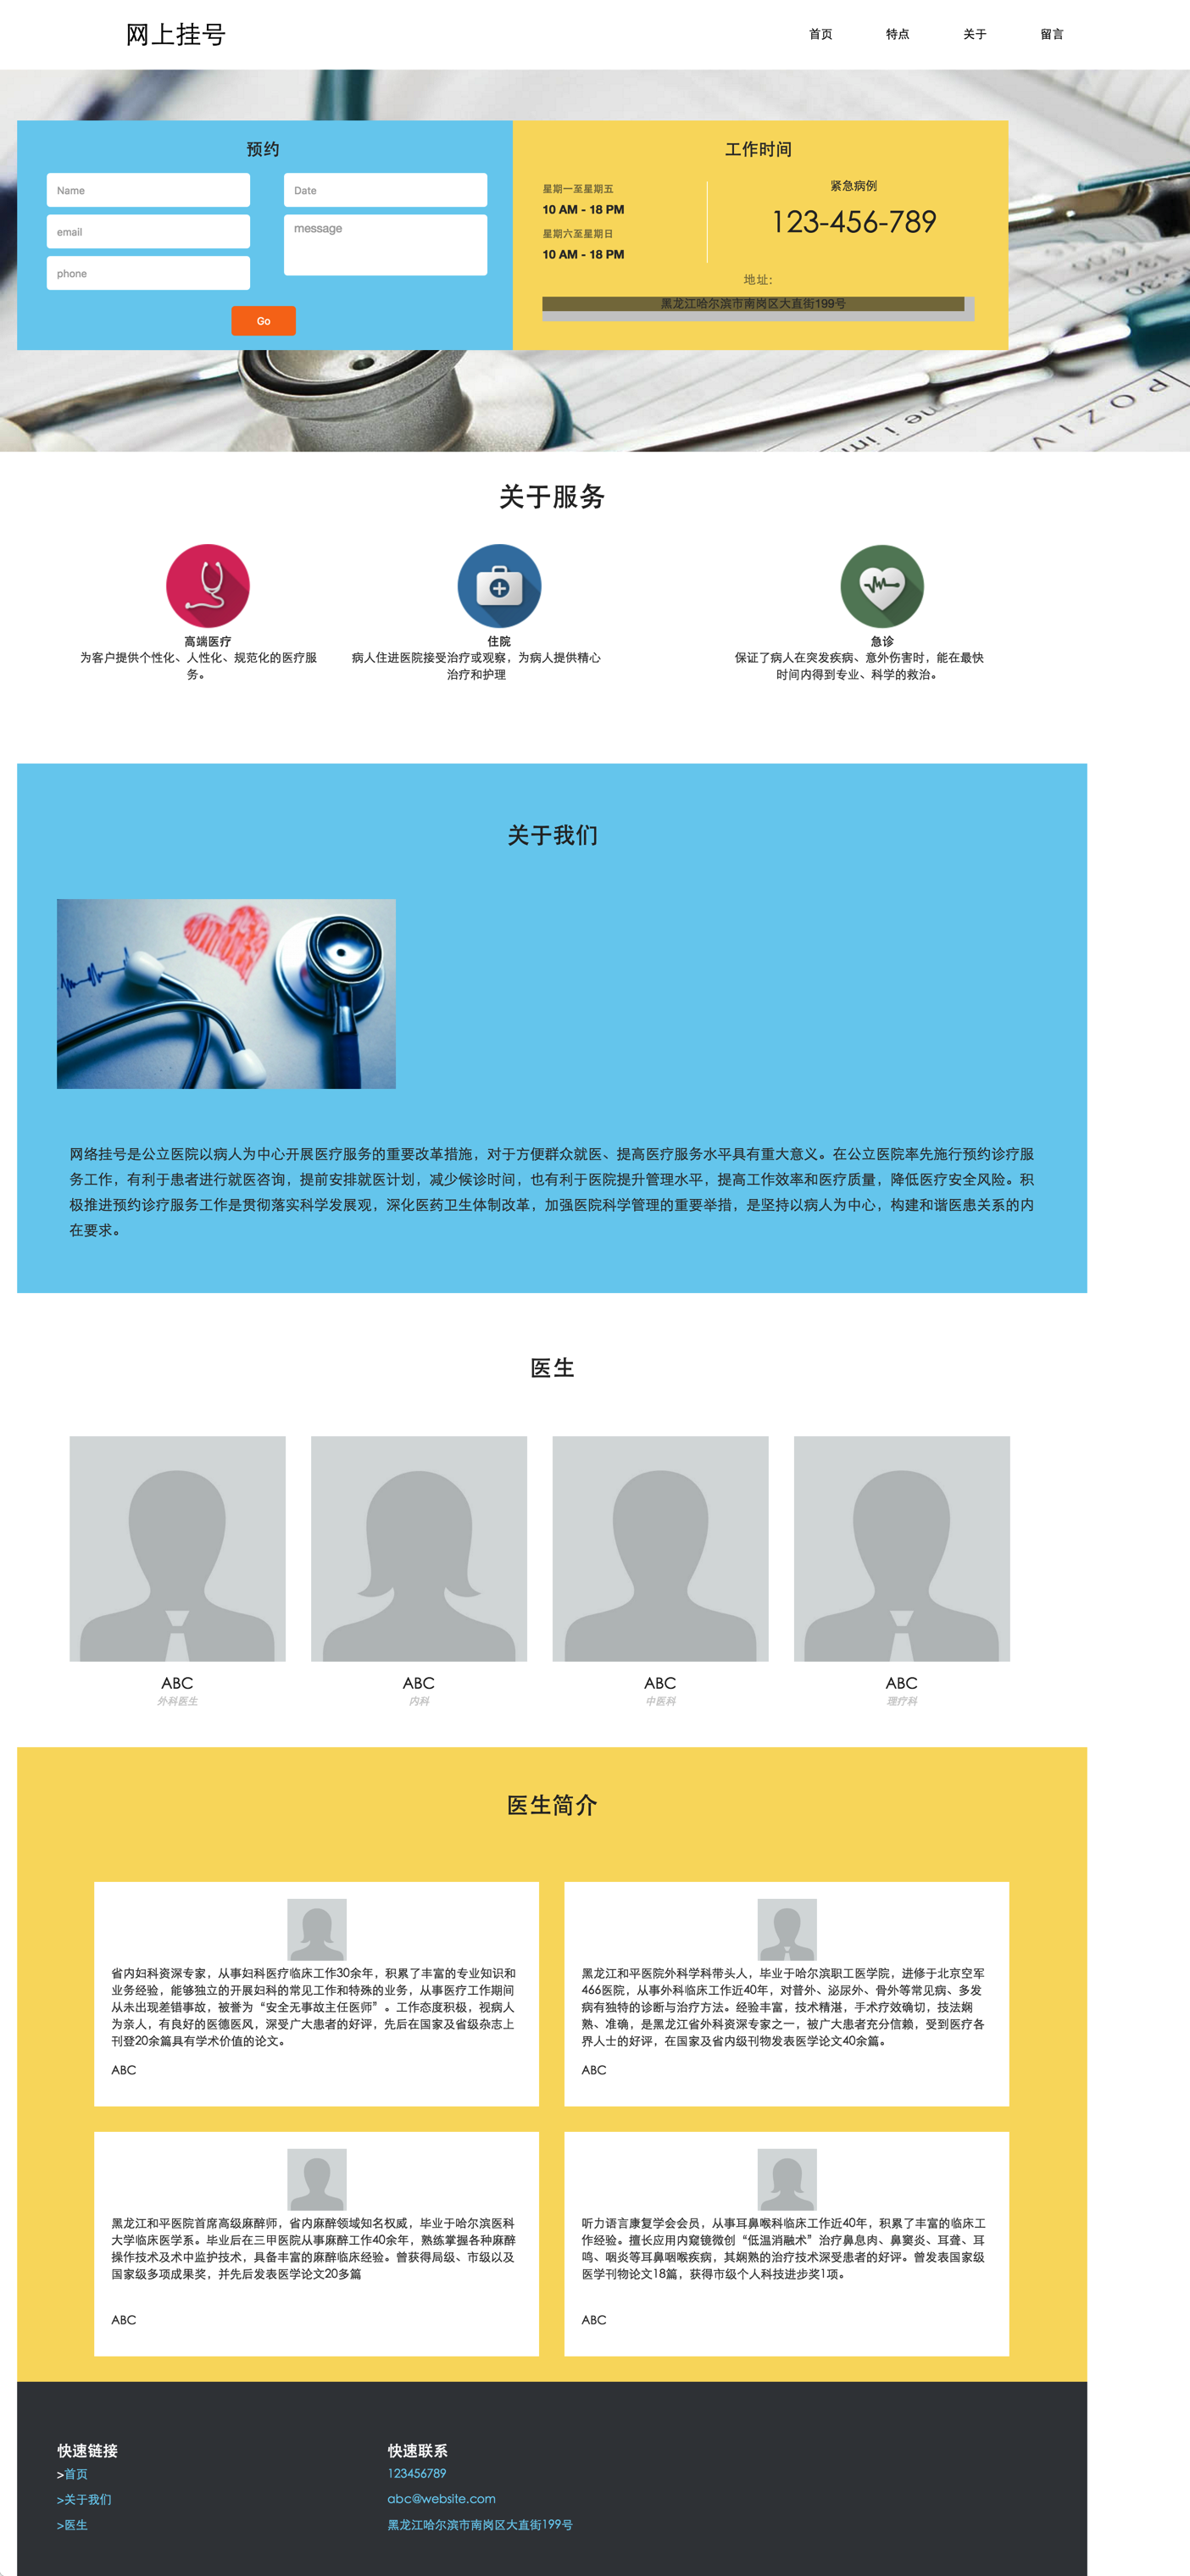 网上挂号
首页
特点
关于
留言
预约
Name
Date
email
message
phone
Go
工作时间
星期一至星期五
10 AM - 18 PM
星期六至星期日
10 AM - 18 PM
紧急病例
123-456-789
地址:
黑龙江哈尔滨市南岗区大直街199号
POZIV
关于服务
高端医疗
为客户提供个性化、人性化、规范化的医疗服
务。
住院
病人住进医院接受治疗或观察，为病人提供精心
治疗和护理
急诊
保证了病人在突发疾病、意外伤害时，能在最快
时间内得到专业、科学的救治。
关于我们
网络挂号是公立医院以病人为中心开展医疗服务的重要改革措施，对于方便群众就医、提高医疗服务水平具有重大意义。在公立医院率先施行预约诊疗服
务工作，有利于患者进行就医咨询，提前安排就医计划，减少候诊时间，也有利于医院提升管理水平，提高工作效率和医疗质量，降低医疗安全风险。积
极推进预约诊疗服务工作是贯彻落实科学发展观，深化医药卫生体制改革，加强医院科学管理的重要举措，是坚持以病人为中心，构建和谐医患关系的内
在要求。
医生
ABC
外科医生
ABC
内科
ABC
中医科
ABC
理疗科
医生简介
省内妇科资深专家，从事妇科医疗临床工作30余年，积累了丰富的专业知识和
业务经验，能够独立的开展妇科的常见工作和特殊的业务，从事医疗工作期间
从未出现差错事故，被誉为“安全无事故主任医师”。工作态度积极，视病人
为亲人，有良好的医德医风，深受广大患者的好评，先后在国家及省级杂志上
刊登20余篇具有学术价值的论文。
ABC
黑龙江和平医院外科学科带头人，毕业于哈尔滨职工医学院，进修于北京空军
466医院，从事外科临床工作近40年，对普外、泌尿外、骨外等常见病、多发
病有独特的诊断与治疗方法。经验丰富，技术精湛，手术疗效确切，技法娴
熟、准确，是黑龙江省外科资深专家之一，被广大患者充分信赖，受到医疗各
界人士的好评，在国家及省内级刊物发表医学论文40余篇。
ABC
黑龙江和平医院首席高级麻醉师，省内麻醉领域知名权威，毕业于哈尔滨医科
大学临床医学系。毕业后在三甲医院从事麻醉工作40余年，熟练掌握各种麻醉
操作技术及术中监护技术，具备丰富的麻醉临床经验。曾获得局级、市级以及
国家级多项成果奖，并先后发表医学论文20多篇
ABC
听力语言康复学会会员，从事耳鼻喉科临床工作近40年，积累了丰富的临床工
作经验。擅长应用内窥镜微创“低温消融术”治疗鼻息肉、鼻窦炎、耳聋、耳
鸣、咽炎等耳鼻咽喉疾病，其娴熟的治疗技术深受患者的好评。曾发表国家级
医学刊物论文18篇，获得市级个人科技进步奖1项。
ABC
快速链接
>首页
>关于我们
>医生
快速联系
123456789
abc@website.com
黑龙江哈尔滨市南岗区大直街199号